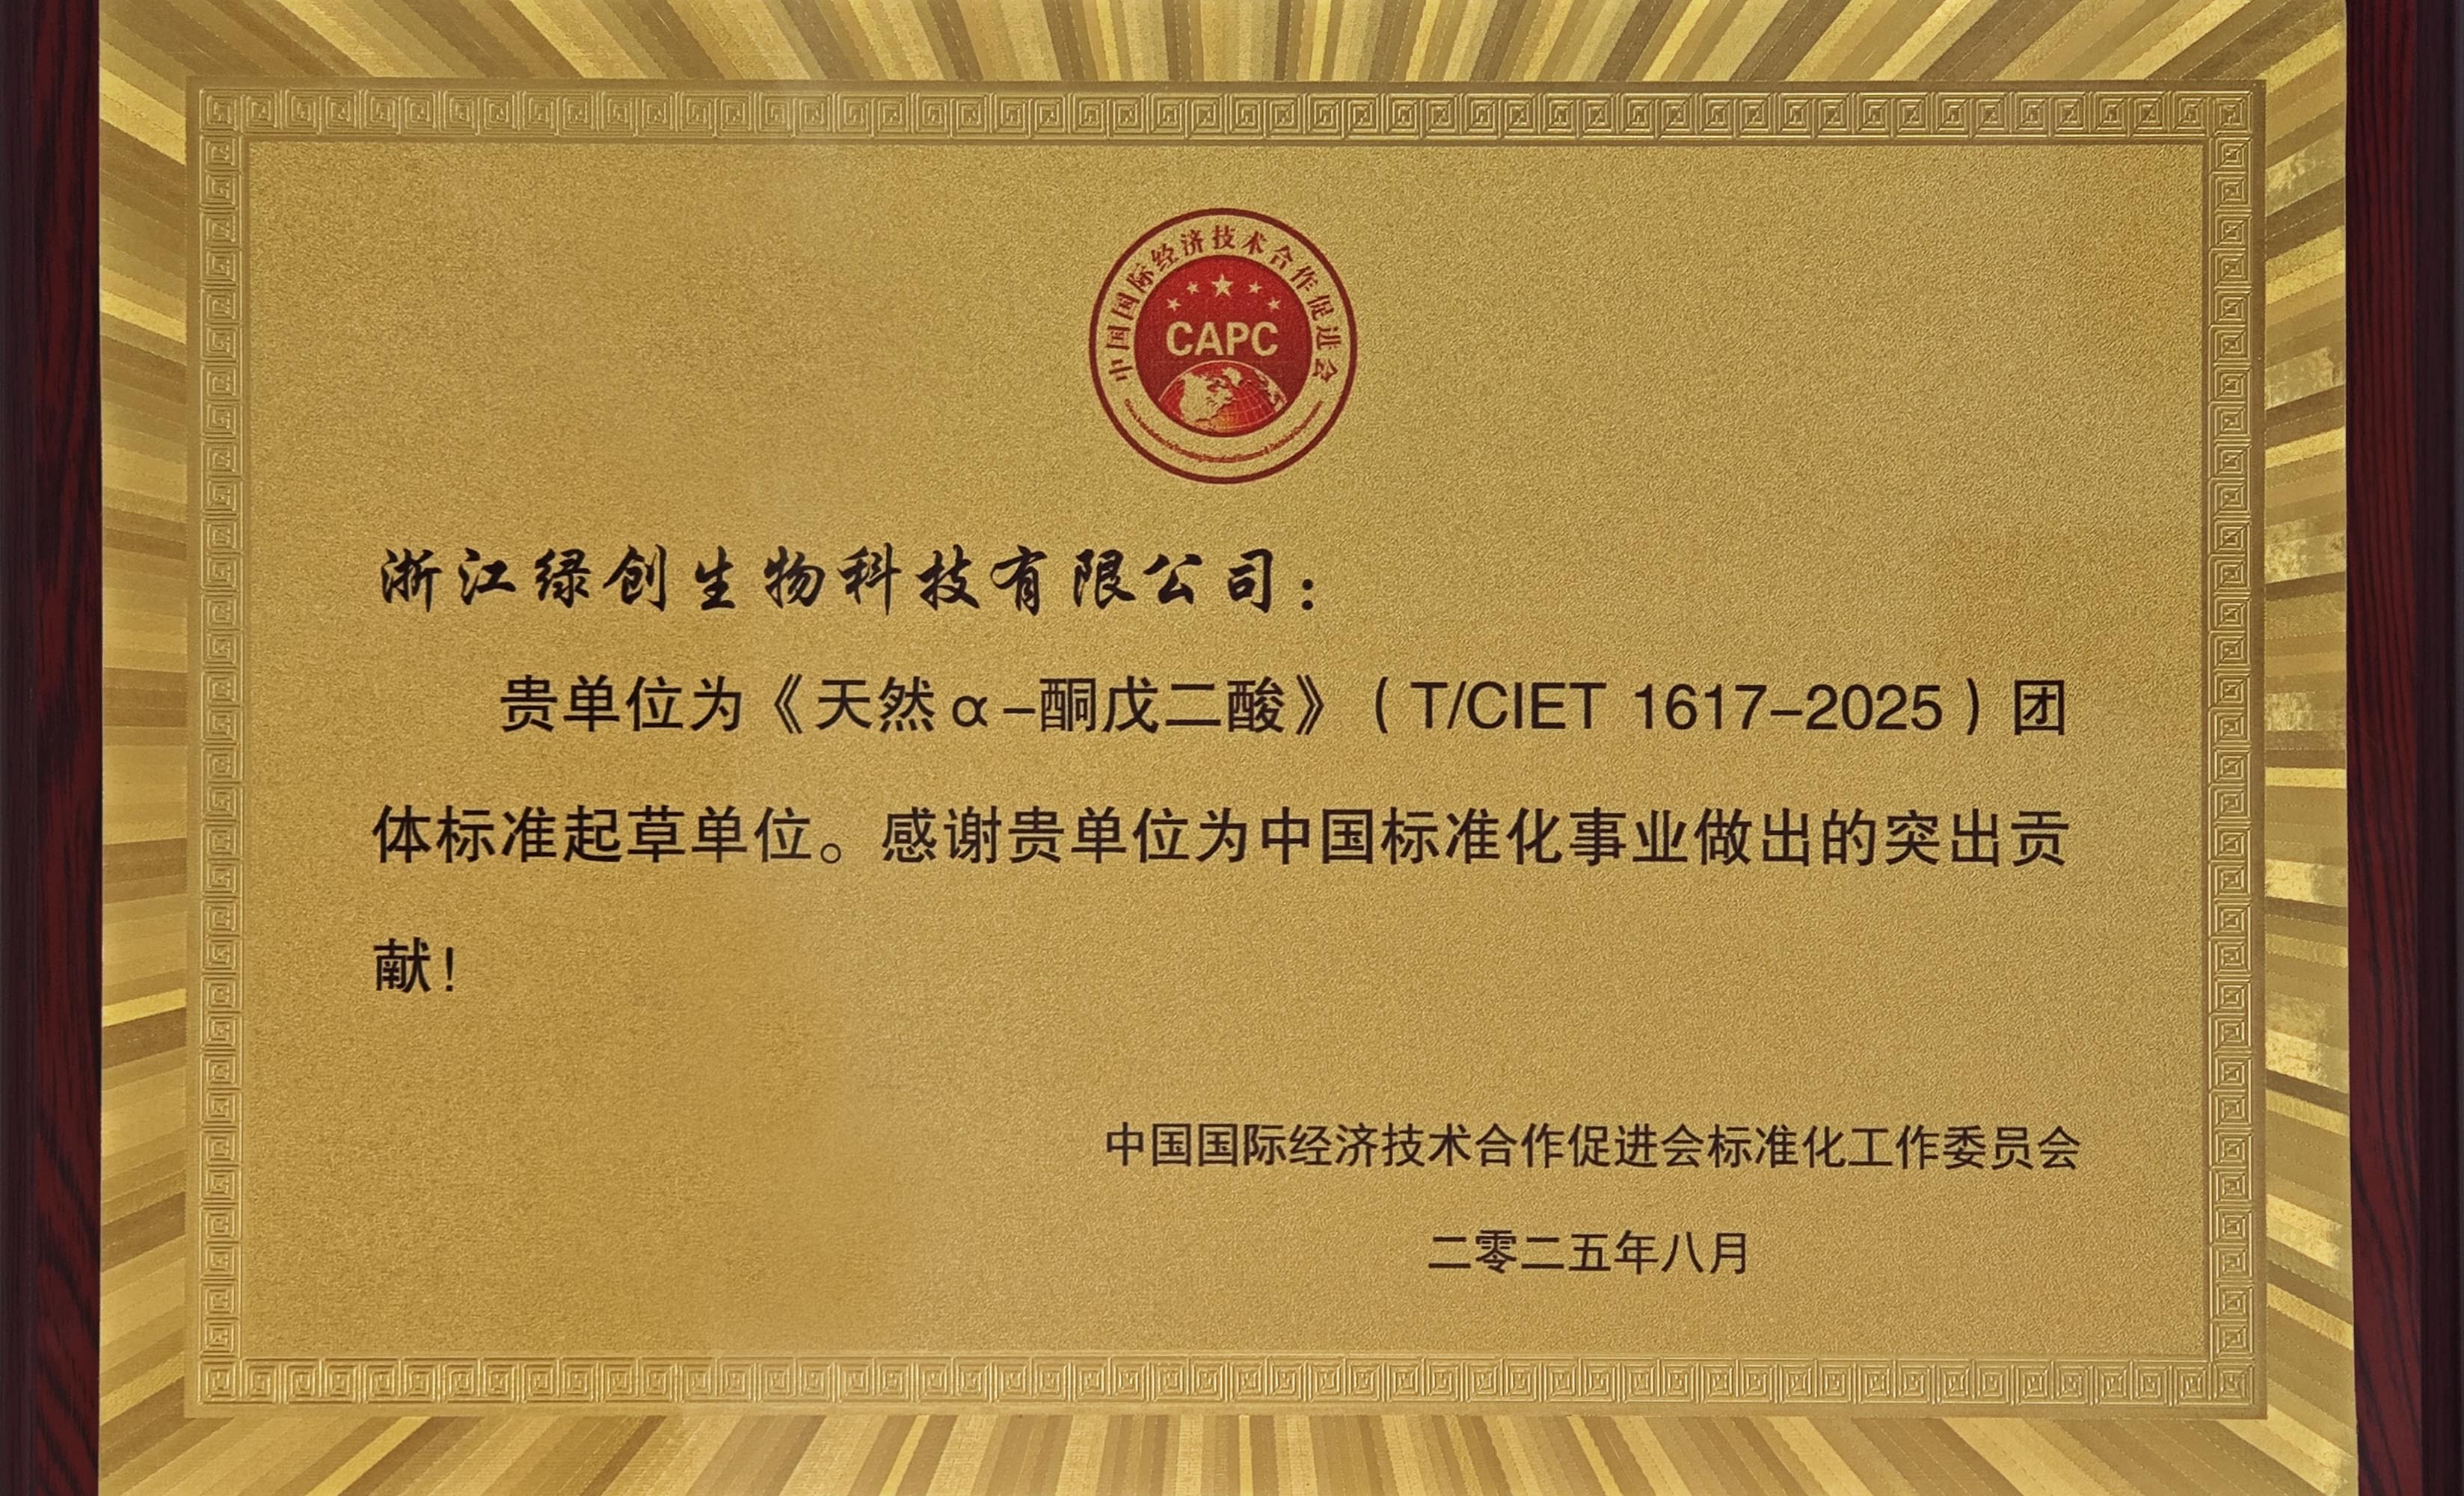 中国国际经济技术合作促进会
CAPC
浙江绿创生物科技有限公司：
贵单位为《天然α-酮戊二酸》（T/CIET 1617-2025）团
体标准起草单位。感谢贵单位为中国标准化事业做出的突出贡
献！
中国国际经济技术合作促进会标准化工作委员会
二零二五年八月